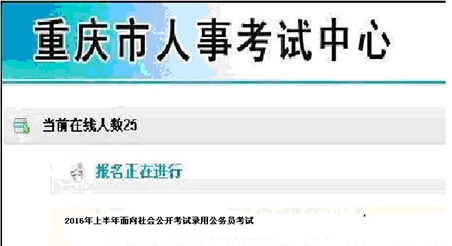 重庆市人事考试中心
当前在线人数25
报名正在进行
2016年上半年面向社会公开考试录用公务员考试